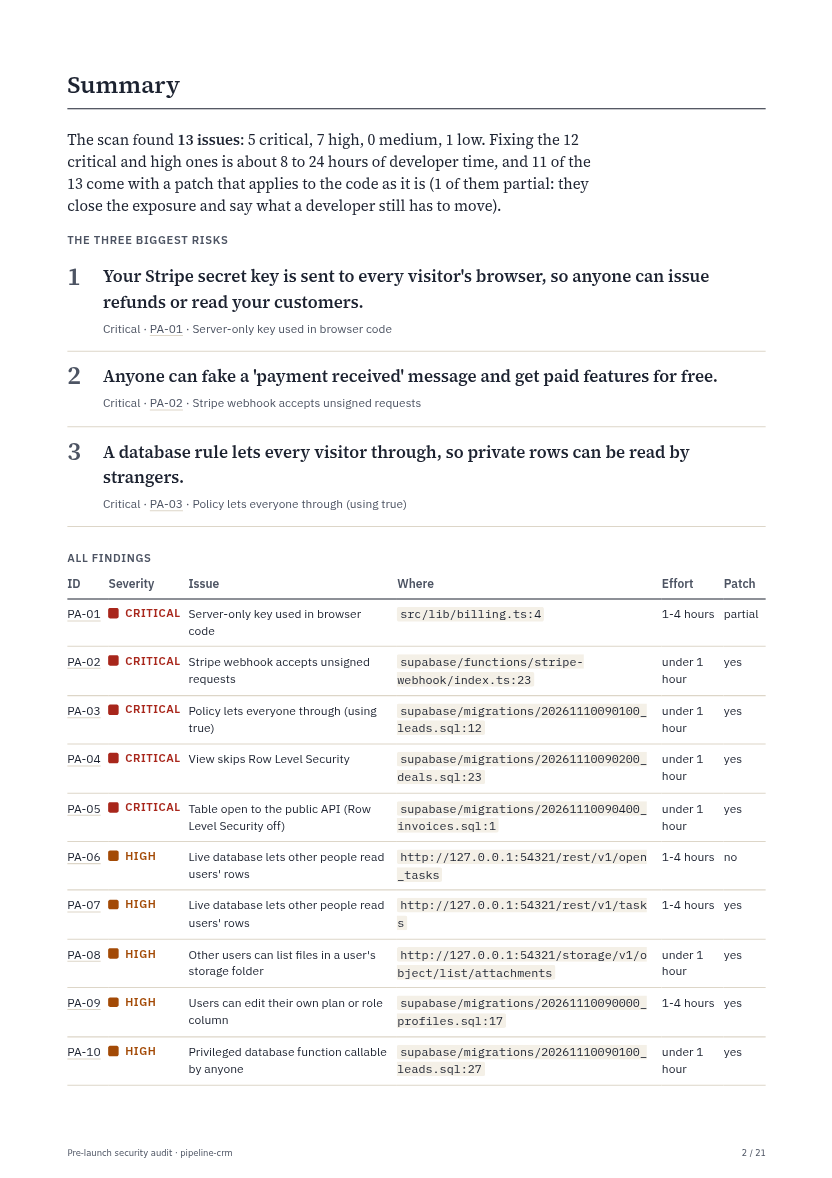 Summary
The scan found 13 issues: 5 critical, 7 high, 0 medium, 1 low. Fixing the 12
critical and high ones is about 8 to 24 hours of developer time, and 11 of the
13 come with a patch that applies to the code as it is (1 of them partial: they
close the exposure and say what a developer still has to move).
THE THREE BIGGEST RISKS
1 Your Stripe secret key is sent to every visitor's browser, so anyone can issue
refunds or read your customers.
Critical · PA-01 · Server-only key used in browser code
2 Anyone can fake a 'payment received' message and get paid features for free.
Critical · PA-02 · Stripe webhook accepts unsigned requests
3 A database rule lets every visitor through, so private rows can be read by
strangers.
Critical · PA-03 · Policy lets everyone through (using true)
ALL FINDINGS
ID Severity Issue Where Effort Patch
PA-01 CRITICAL Server-only key used in browser src/lib/billing.ts:4 1-4 hours partial
code
PA-02 CRITICAL Stripe webhook accepts unsigned supabase/functions/stripe- under 1 yes
requests webhook/index.ts:23 hour
PA-03 CRITICAL Policy lets everyone through (using supabase/migrations/20261110090100_ under 1 yes
true) leads.sql:12 hour
PA-04 CRITICAL View skips Row Level Security supabase/migrations/20261110090200_ under 1 yes
deals.sql:23 hour
PA-05 CRITICAL Table open to the public API (Row supabase/migrations/20261110090400_ under 1 yes
Level Security off) invoices.sql:1 hour
PA-06 HIGH Live database lets other people read http://127.0.0.1:54321/rest/v1/open 1-4 hours no
users' rows _tasks
PA-07 HIGH Live database lets other people read http://127.0.0.1:54321/rest/v1/task 1-4 hours yes
users' rows s
PA-08 HIGH Other users can list files in a user's http://127.0.0.1:54321/storage/v1/o under 1 yes
storage folder bject/list/attachments hour
PA-09 HIGH Users can edit their own plan or role supabase/migrations/20261110090000_ 1-4 hours yes
column profiles.sql:17
PA-10 HIGH Privileged database function callable supabase/migrations/20261110090100_ under 1 yes
by anyone leads.sql:27 hour
Pre-launch security audit · pipeline-crm 2 / 21